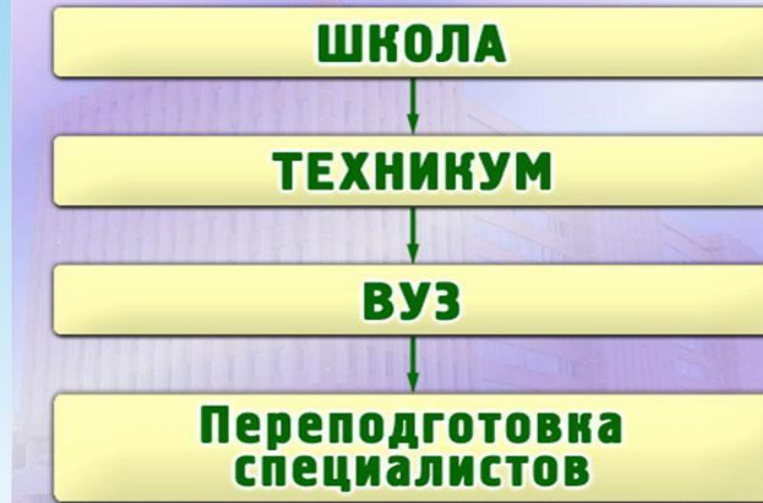 ШКОЛА
ТЕХНИКУМ
ВУЗ
Переподготовка
специалистов